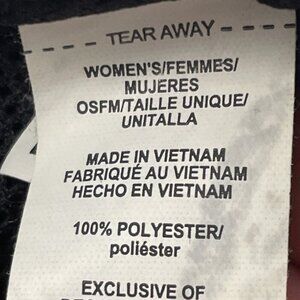 TEAR AWAY
WOMEN'S/FEMMES/
MUJERES
OSFM/TAILLE UNIQUE/
UNITALLA
MADE IN VIETNAM
FABRIQUÉ AU VIETNAM
HECHO EN VIETNAM
100% POLYESTER/
poliéster
EXCLUSIVE OF